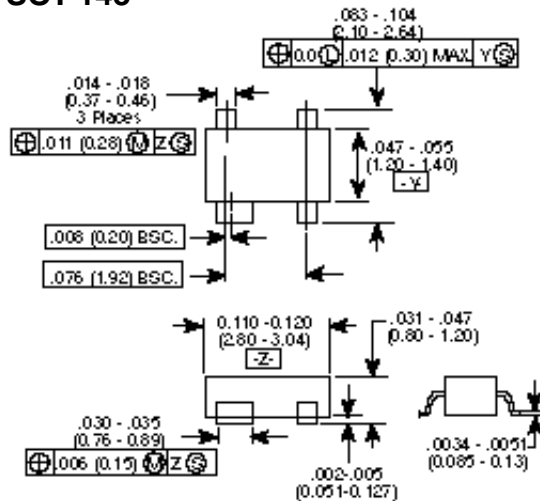 .083 - .104
(2.10 - 2.64)
⌖ 0.0 Ⓛ .012 (0.30) MAX. Y Ⓢ
.014 - .018
(0.37 - 0.46)
3 Places
⌖ .011 (0.28) Ⓜ Z Ⓢ
.047 - .055
(1.20 - 1.40)
- Y
.008 (0.20) BSC.
.076 (1.92) BSC.
0.110 -0.120
(2.80 - 3.04)
-Z-
.031 - .047
(0.80 - 1.20)
.030 - .035
(0.76 - 0.89)
⌖ .006 (0.15) Ⓜ Z Ⓢ
.002-.005
(0.051-0.127)
.0034 - .0051
(0.085 - 0.13)